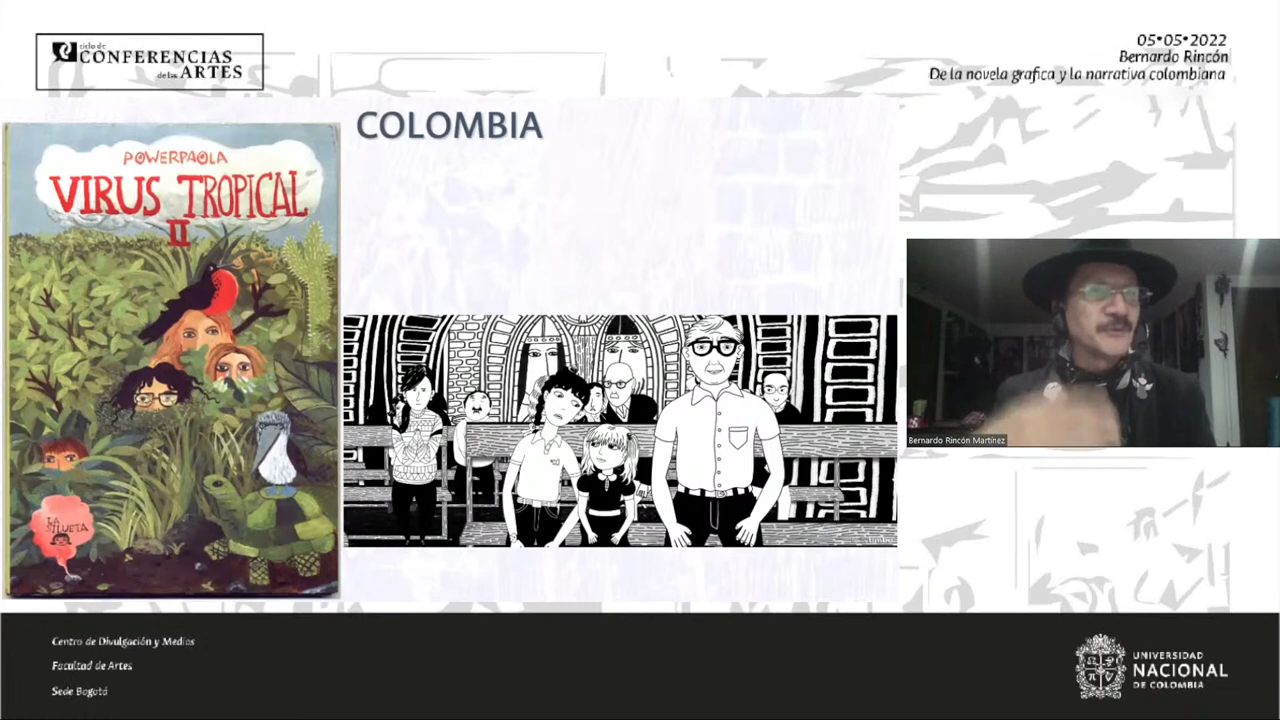 ciclo de
CONFERENCIAS
de las ARTES
05•05•2022
Bernardo Rincón
De la novela grafica y la narrativa colombiana
COLOMBIA
POWERPAOLA
VIRUS TROPICAL
II
LA SILUETA
Bernardo Rincón Martínez
Centro de Divulgación y Medios
Facultad de Artes
Sede Bogotá
UNIVERSIDAD
NACIONAL
DE COLOMBIA